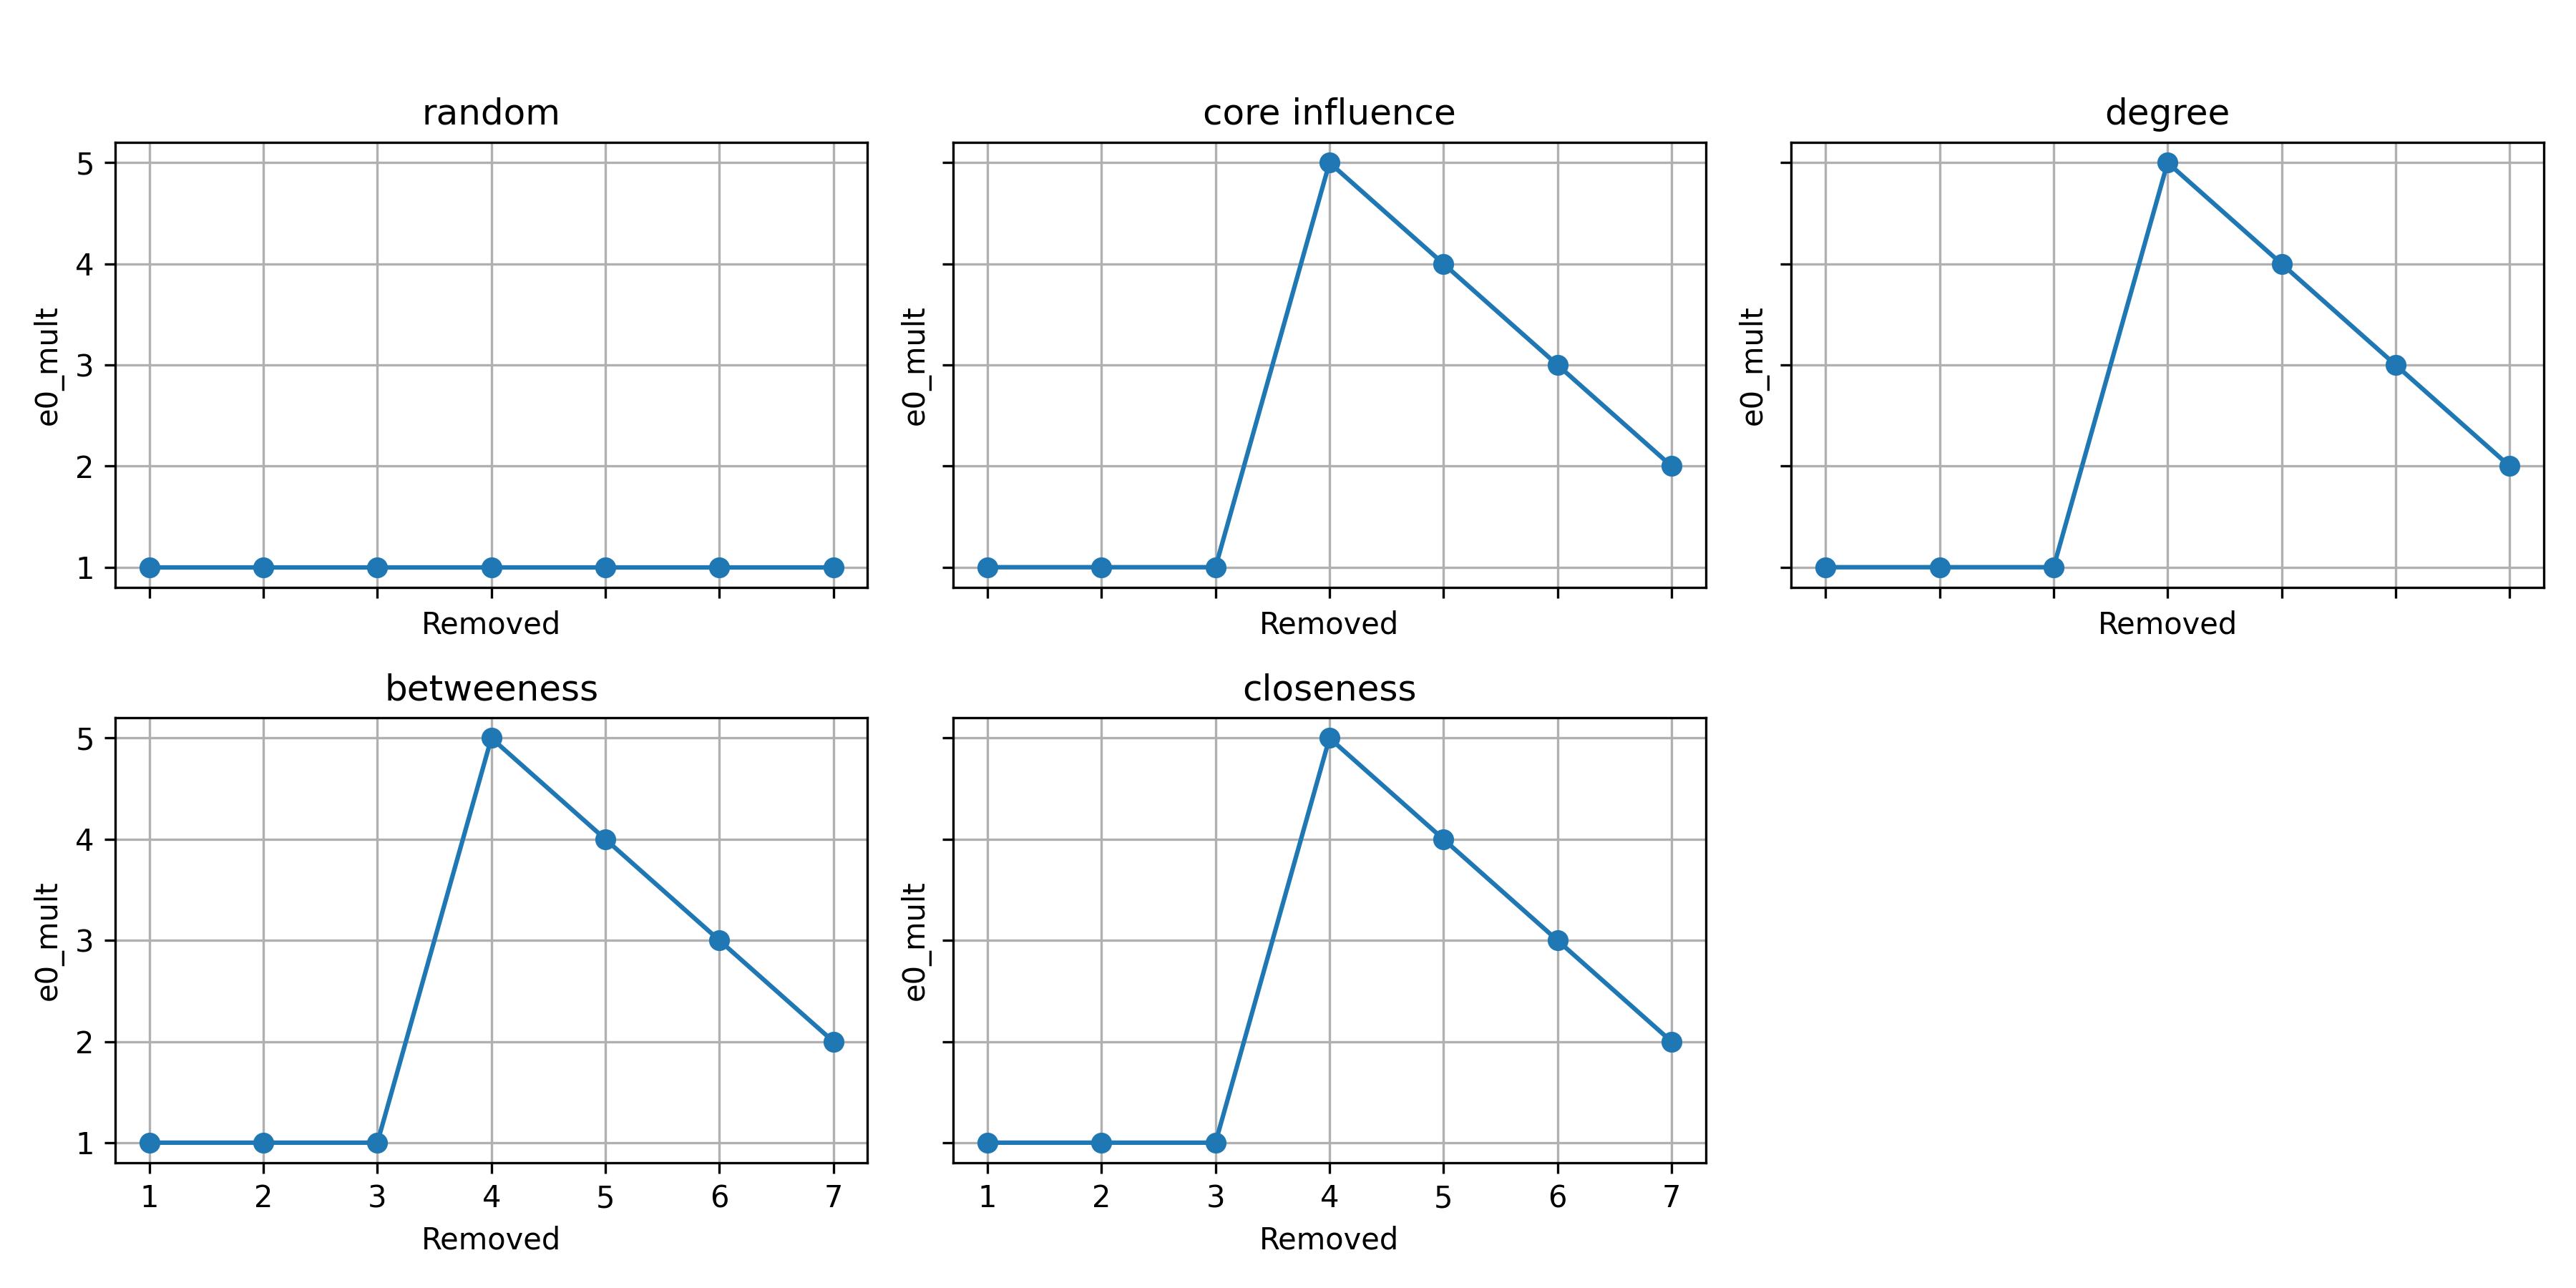 random
core influence
degree
5
4
3
2
1
e0_mult
e0_mult
e0_mult
Removed
Removed
Removed
betweeness
closeness
5
4
3
2
1
e0_mult
e0_mult
1 2 3 4 5 6 7
1 2 3 4 5 6 7
Removed
Removed